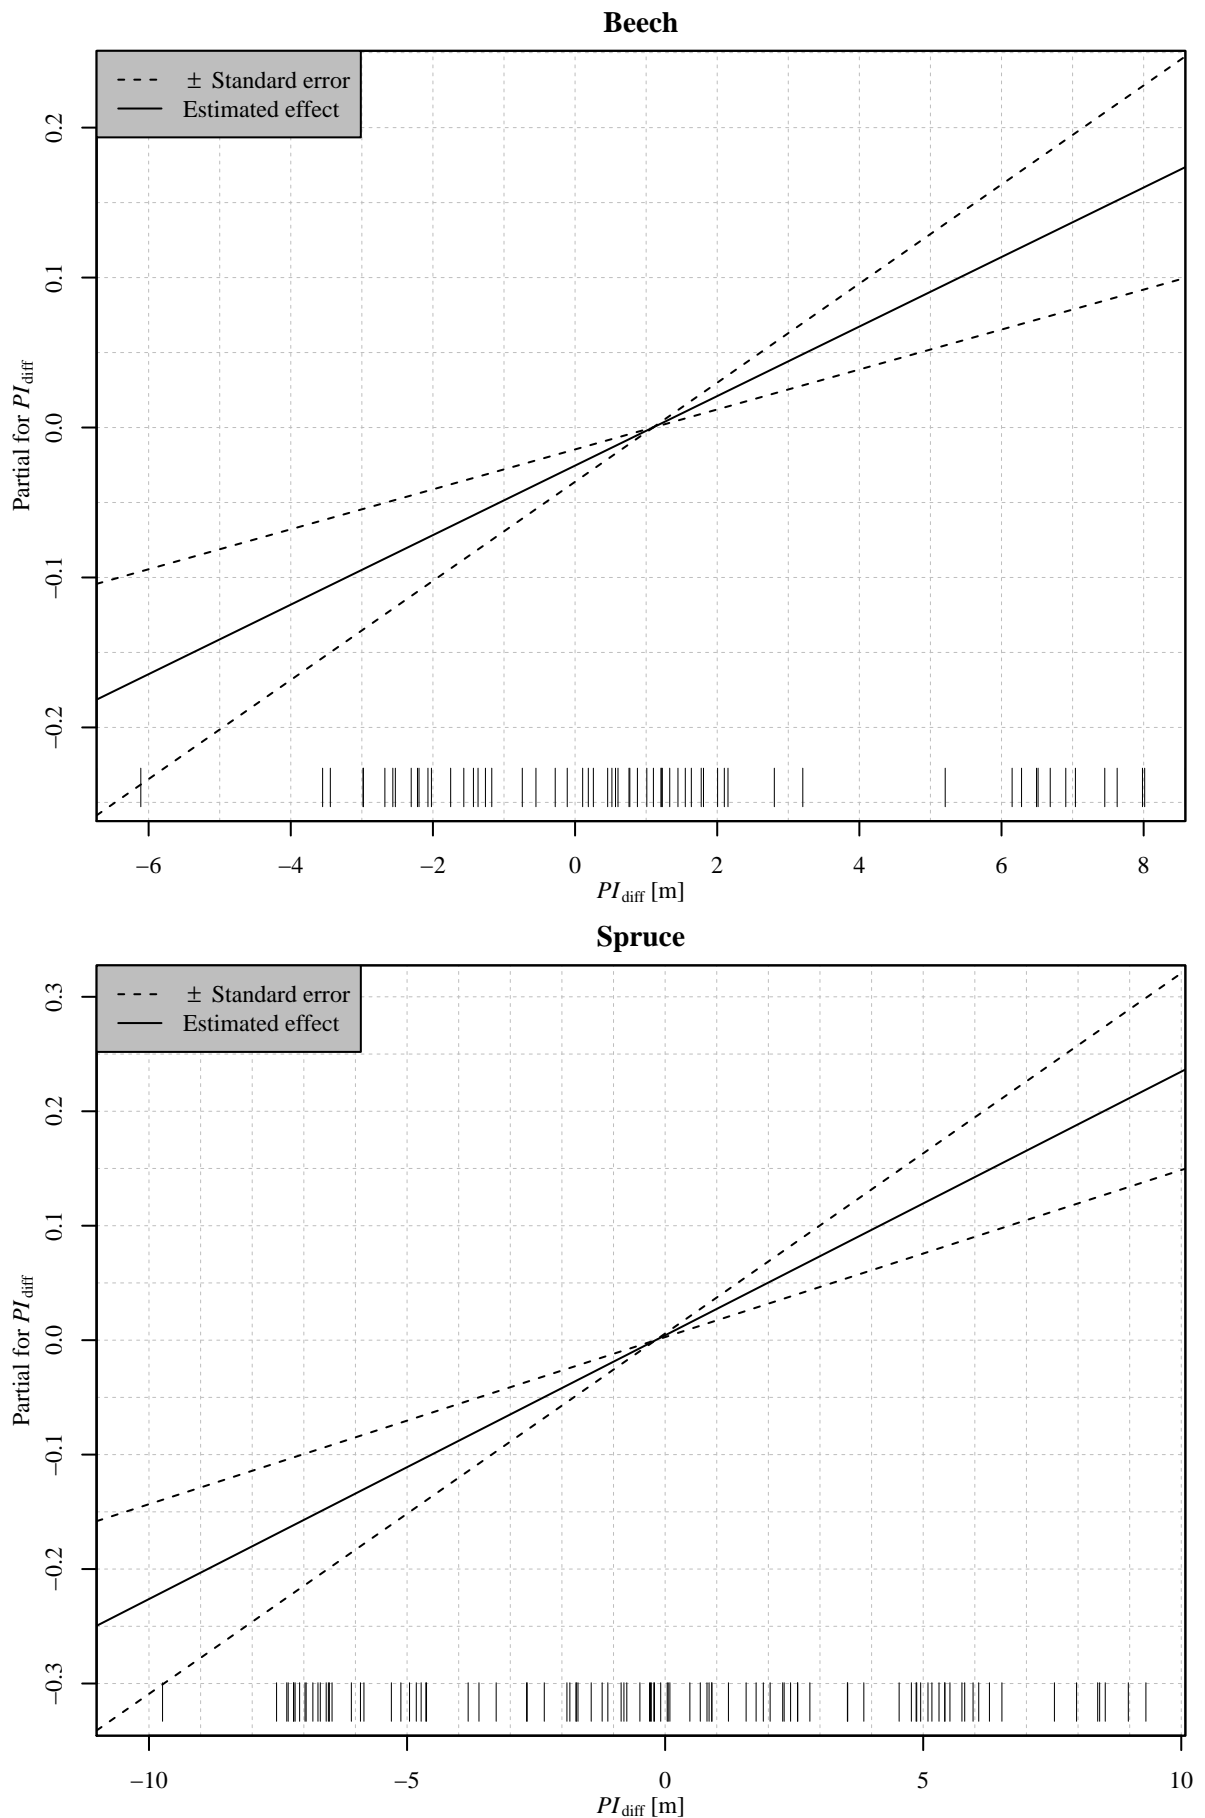 Beech
± Standard error
Estimated effect
0.2
0.1
0.0
−0.1
−0.2
Partial for PIdiff
−6 −4 −2 0 2 4 6 8
PIdiff [m]
Spruce
± Standard error
Estimated effect
0.3
0.2
0.1
0.0
−0.1
−0.2
−0.3
Partial for PIdiff
−10 −5 0 5 10
PIdiff [m]